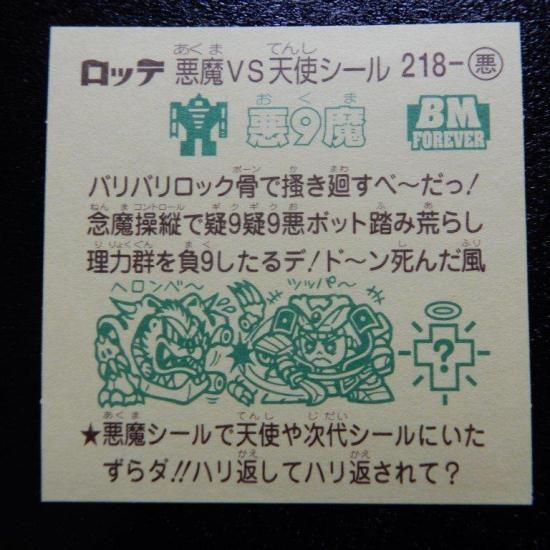 ロッテ 悪魔VS天使シール 218-悪
悪9魔
BM
FOREVER
バリバリロック骨で掻き廻すべ〜だっ!
念魔操縦で疑9疑9悪ボット踏み荒らし
理力群を負9したるデ!ド〜ン死んだ風
ヘロンベ〜
ツッパ〜
?
★悪魔シールで天使や次代シールにいた
ずらダ!!ハリ返してハリ返されて?